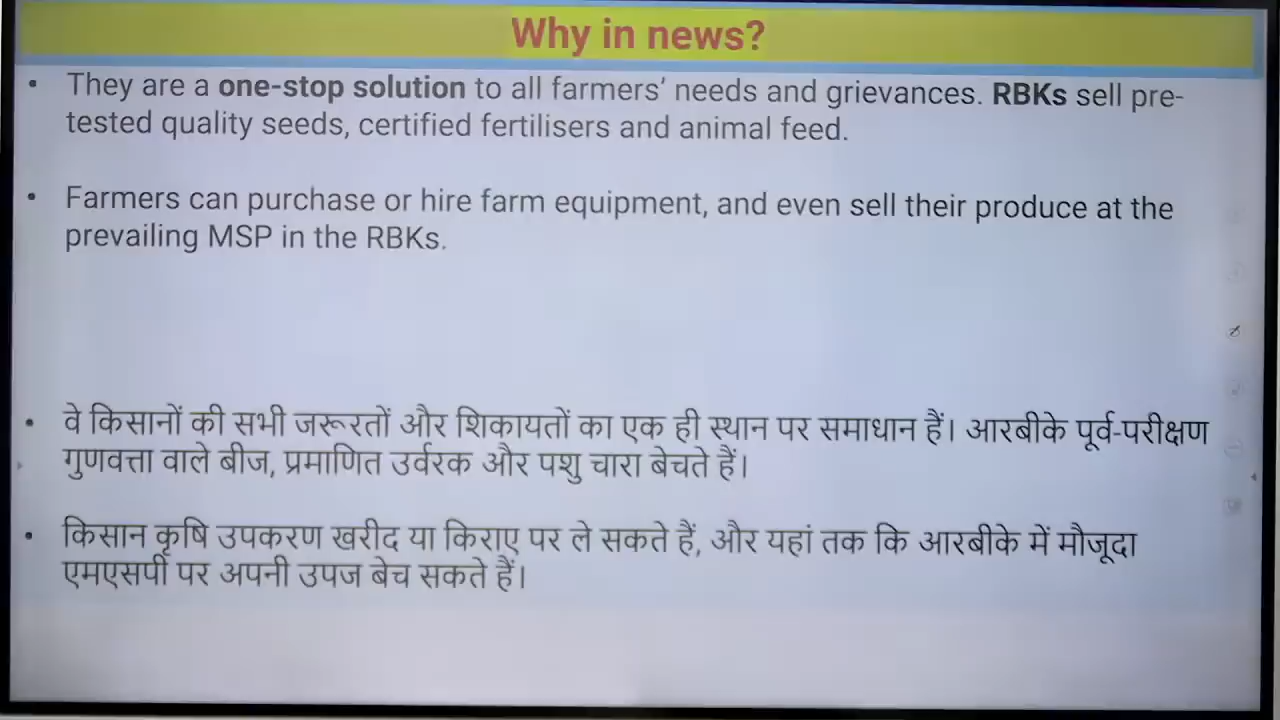 Why in news?
• They are a one-stop solution to all farmers' needs and grievances. RBKs sell pre-
tested quality seeds, certified fertilisers and animal feed.
• Farmers can purchase or hire farm equipment, and even sell their produce at the
prevailing MSP in the RBKs.
• वे किसानों की सभी जरूरतों और शिकायतों का एक ही स्थान पर समाधान हैं। आरबीके पूर्व-परीक्षण
गुणवत्ता वाले बीज, प्रमाणित उर्वरक और पशु चारा बेचते हैं।
• किसान कृषि उपकरण खरीद या किराए पर ले सकते हैं, और यहां तक कि आरबीके में मौजूदा
एमएसपी पर अपनी उपज बेच सकते हैं।